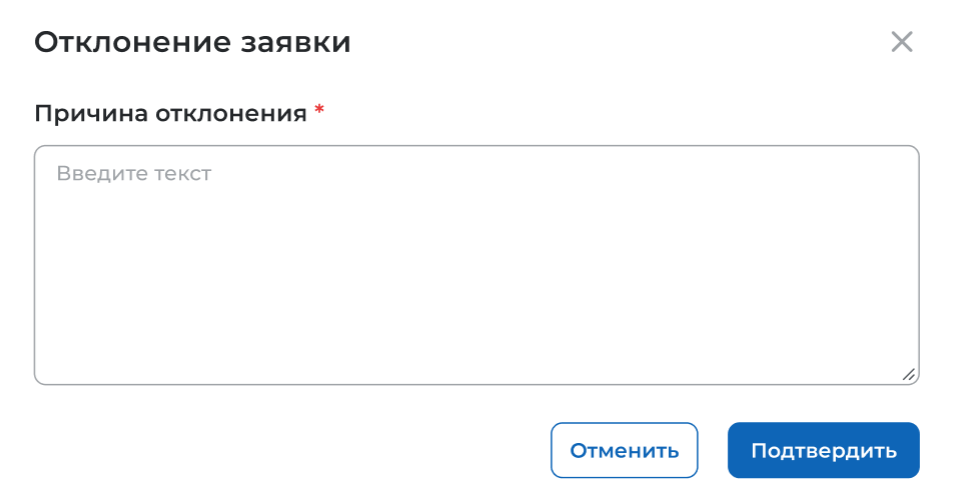 Отклонение заявки
Причина отклонения *
Введите текст
Отменить
Подтвердить